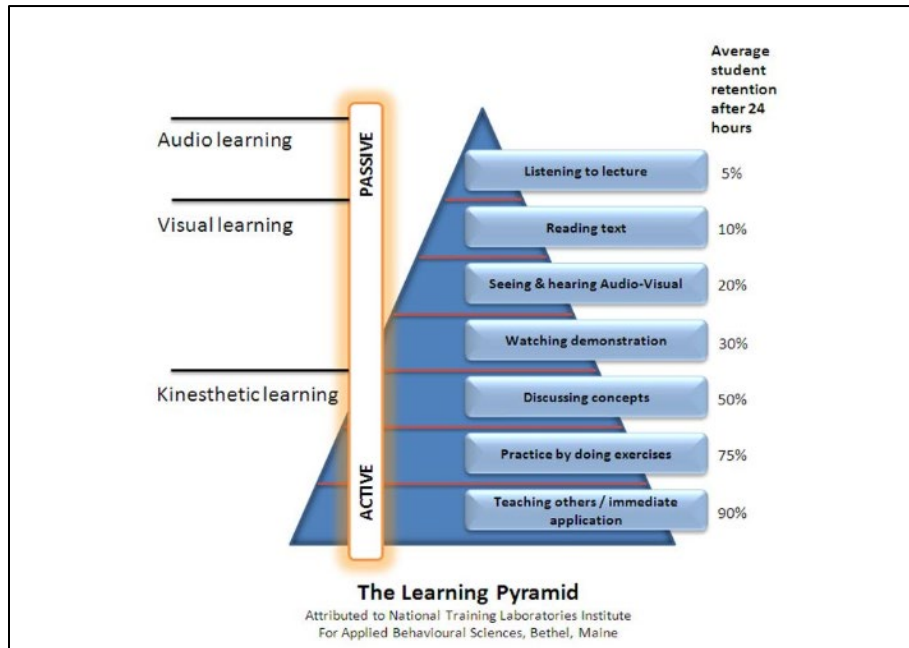 Average
student
retention
after 24
hours
Audio learning
Visual learning
Kinesthetic learning
PASSIVE
ACTIVE
Listening to lecture 5%
Reading text 10%
Seeing & hearing Audio-Visual 20%
Watching demonstration 30%
Discussing concepts 50%
Practice by doing exercises 75%
Teaching others / immediate
application 90%
The Learning Pyramid
Attributed to National Training Laboratories Institute
For Applied Behavioural Sciences, Bethel, Maine